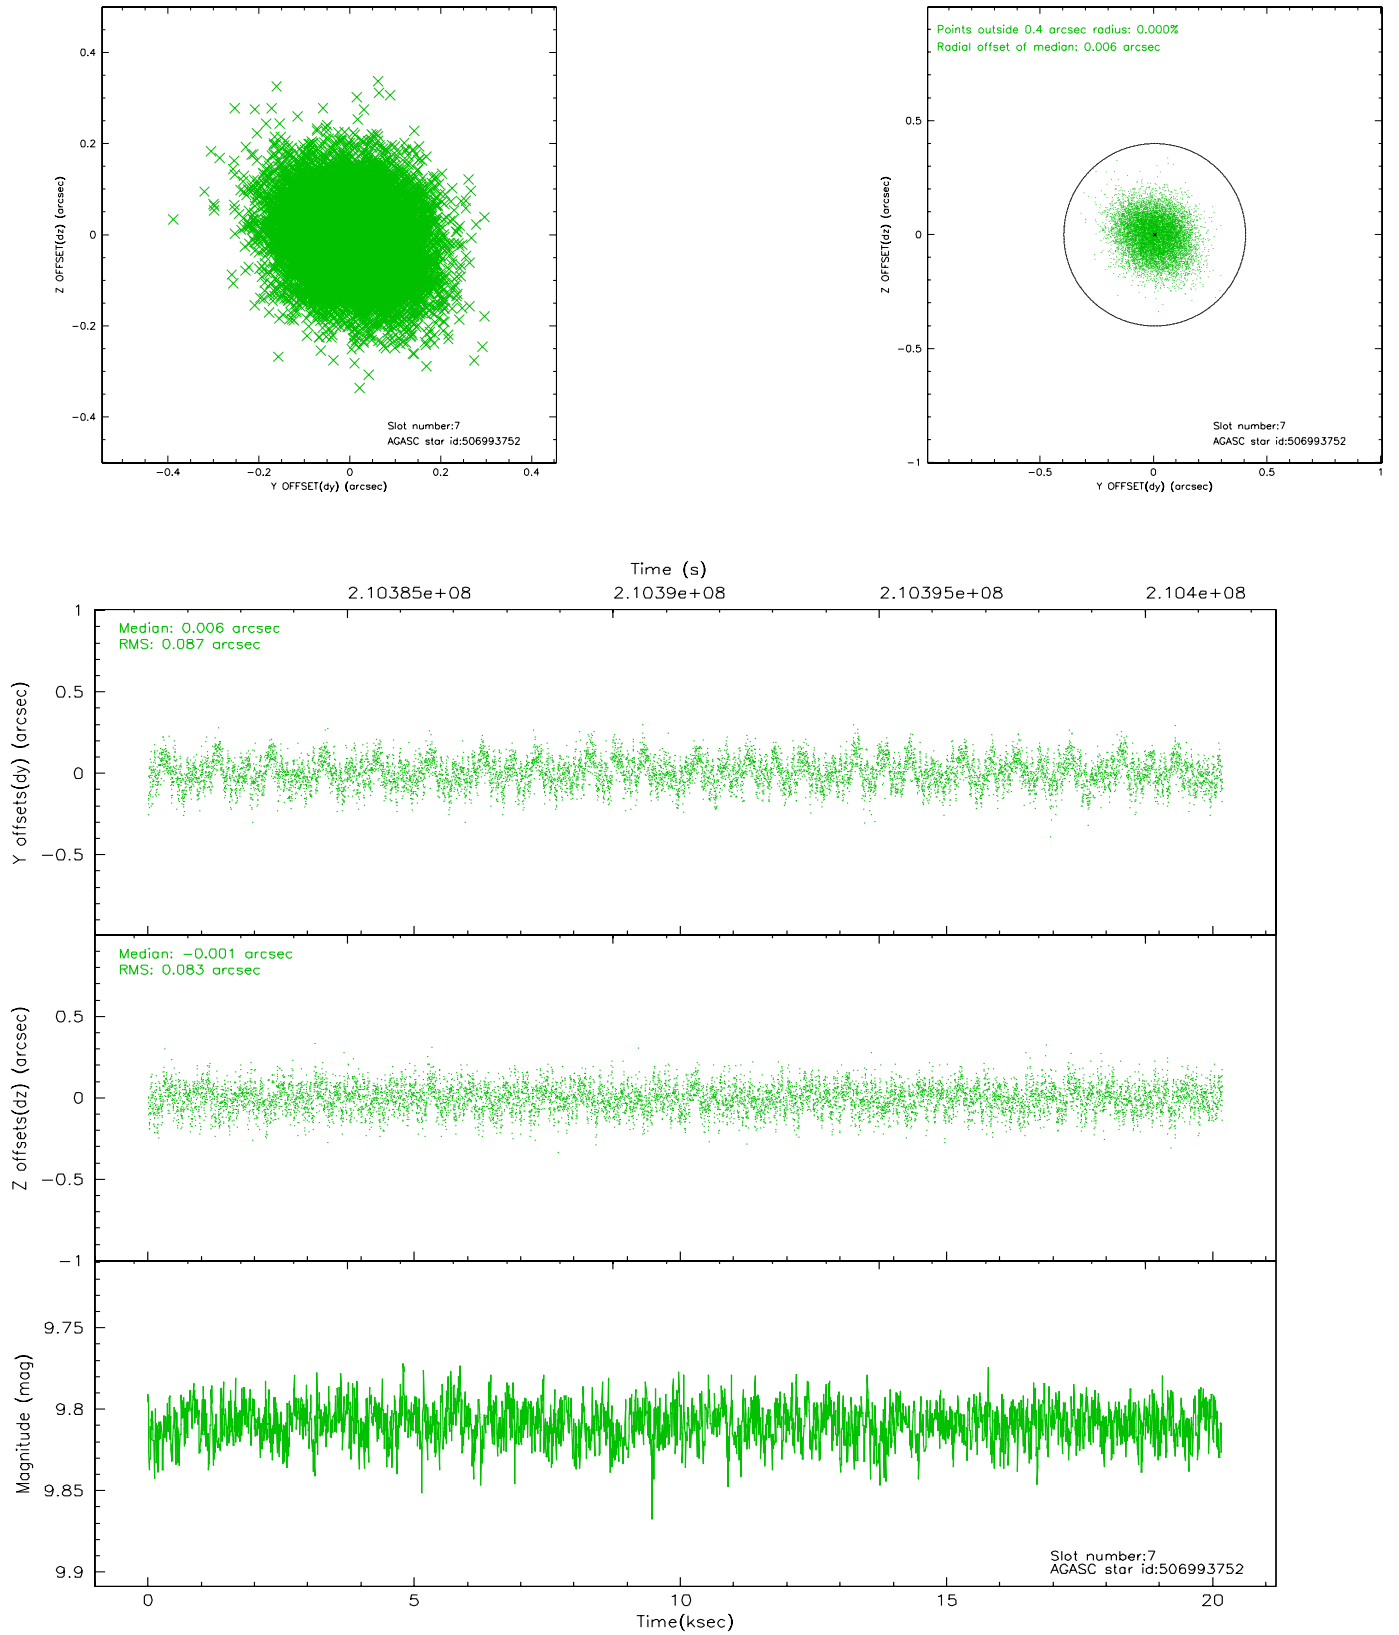 0.4
0.2
0
−0.2
−0.4
Z OFFSET(dz) (arcsec)
Slot number:7
AGASC star id:506993752
−0.4 −0.2 0 0.2 0.4
Y OFFSET(dy) (arcsec)
Points outside 0.4 arcsec radius: 0.000%
Radial offset of median: 0.006 arcsec
0.5
0
−0.5
−1
Z OFFSET(dz) (arcsec)
Slot number:7
AGASC star id:506993752
−0.5 0 0.5 1
Y OFFSET(dy) (arcsec)
Time (s)
2.10385e+08 2.1039e+08 2.10395e+08 2.104e+08
1
Median: 0.006 arcsec
RMS: 0.087 arcsec
0.5
0
−0.5
Y offsets(dy) (arcsec)
Median: −0.001 arcsec
RMS: 0.083 arcsec
0.5
0
−0.5
−1
Z offsets(dz) (arcsec)
9.75
9.8
9.85
9.9
Magnitude (mag)
Slot number:7
AGASC star id:506993752
0 5 10 15 20
Time(ksec)